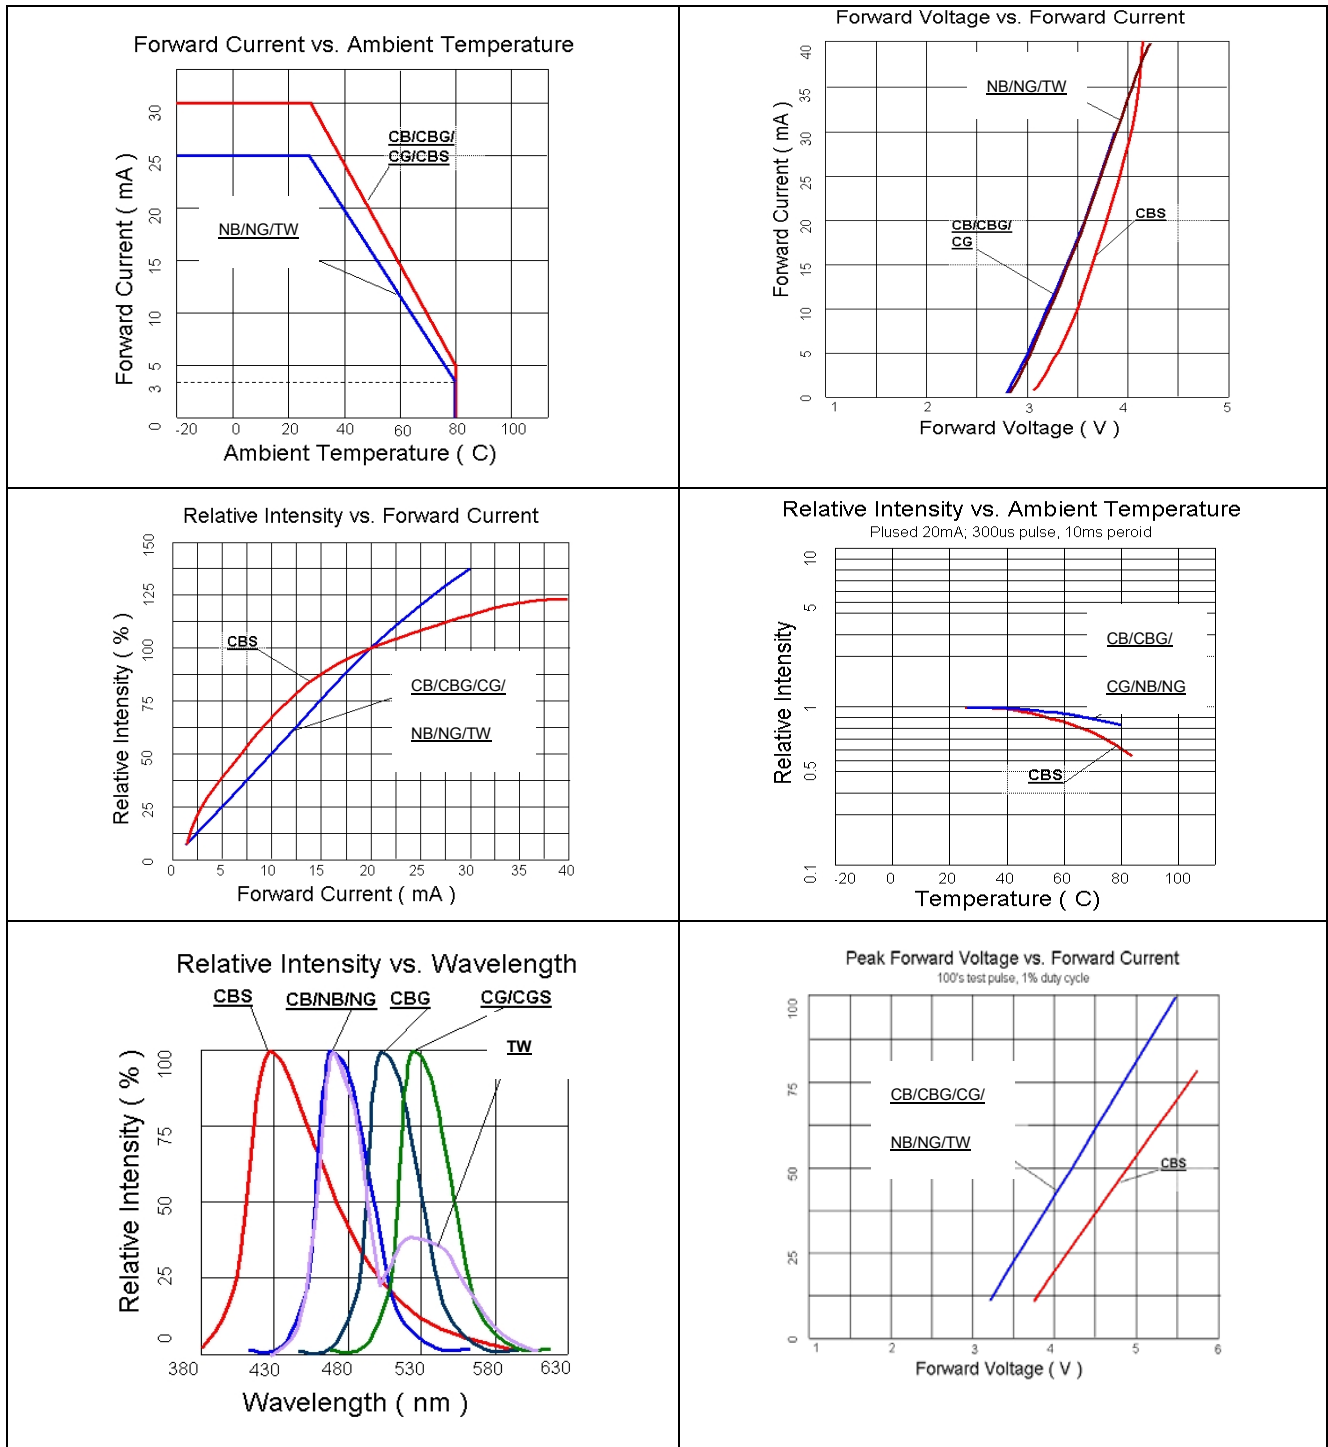 Forward Current vs. Ambient Temperature
Forward Current ( mA )
30
25
20
15
10
5
3
0
CB/CBG/
CG/CBS
NB/NG/TW
-20 0 20 40 60 80 100
Ambient Temperature ( C)
Forward Voltage vs. Forward Current
Forward Current ( mA )
40
35
30
25
20
15
10
5
0
NB/NG/TW
CB/CBG/
CG
CBS
1 2 3 4 5
Forward Voltage ( V )
Relative Intensity vs. Forward Current
Relative Intensity ( % )
150
125
100
75
50
25
0
CBS
CB/CBG/CG/
NB/NG/TW
0 5 10 15 20 25 30 35 40
Forward Current ( mA )
Relative Intensity vs. Ambient Temperature
Plused 20mA; 300us pulse, 10ms peroid
Relative Intensity
10
5
1
0.5
0.1
CB/CBG/
CG/NB/NG
CBS
-20 0 20 40 60 80 100
Temperature ( C)
Relative Intensity vs. Wavelength
CBS CB/NB/NG CBG CG/CGS
TW
Relative Intensity ( % )
100
75
50
25
0
380 430 480 530 580 630
Wavelength ( nm )
Peak Forward Voltage vs. Forward Current
100's test pulse, 1% duty cycle
100
75
50
25
0
CB/CBG/CG/
NB/NG/TW
CBS
1 2 3 4 5 6
Forward Voltage ( V )